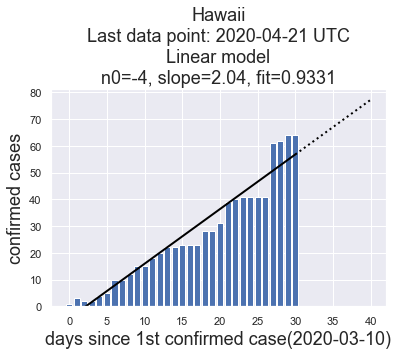 Hawaii
Last data point: 2020-04-21 UTC
Linear model
n0=-4, slope=2.04, fit=0.9331
80
70
60
50
40
30
20
10
0
confirmed cases
0 5 10 15 20 25 30 35 40
days since 1st confirmed case(2020-03-10)